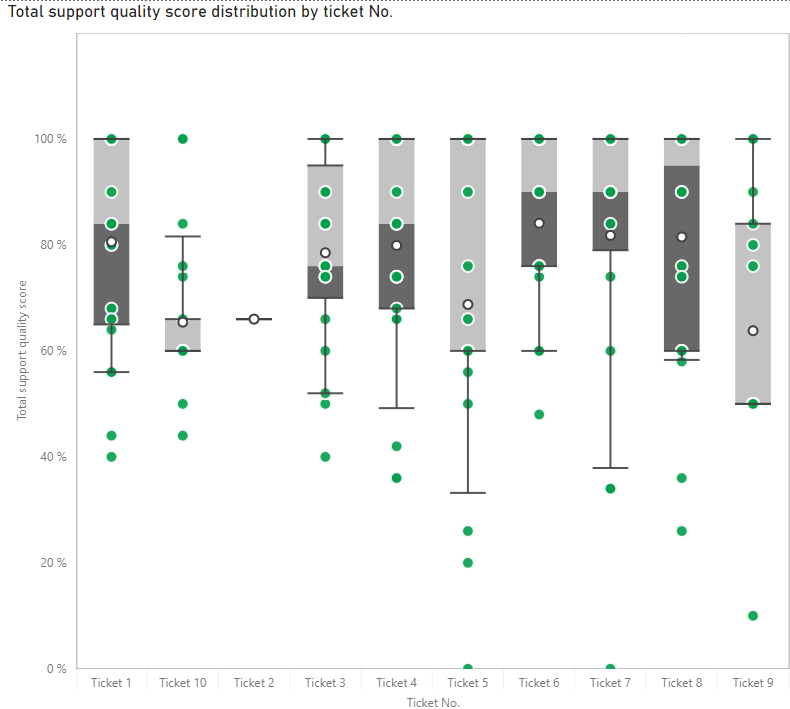 Total support quality score distribution by ticket No.
100 %
80 %
60 %
40 %
20 %
0 %
Total support quality score
Ticket 1 Ticket 10 Ticket 2 Ticket 3 Ticket 4 Ticket 5 Ticket 6 Ticket 7 Ticket 8 Ticket 9
Ticket No.